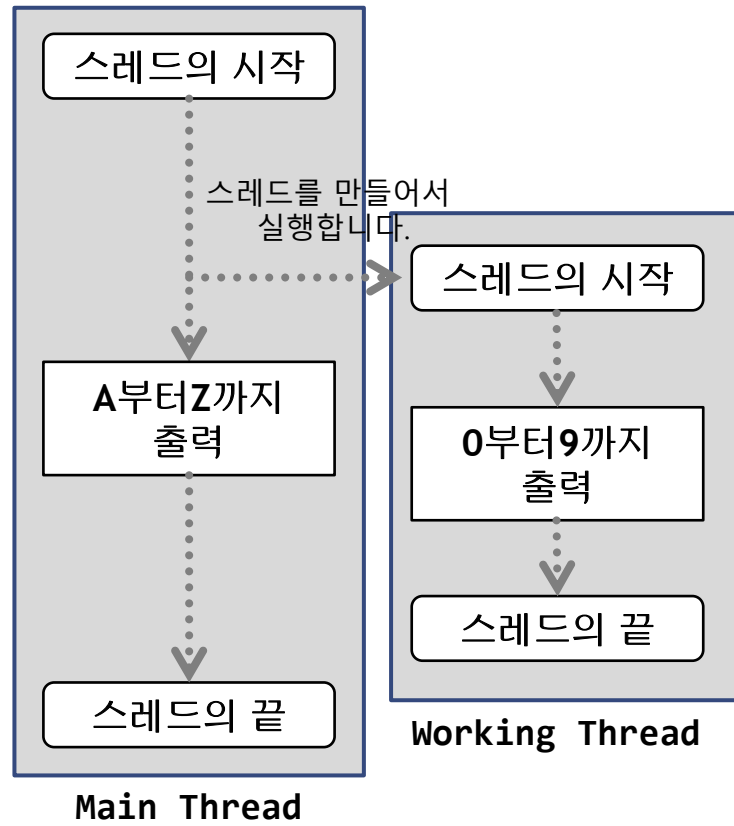 스레드의 시작
스레드를 만들어서
실행합니다.
A부터Z까지
출력
스레드의 끝
Main Thread
스레드의 시작
0부터9까지
출력
스레드의 끝
Working Thread